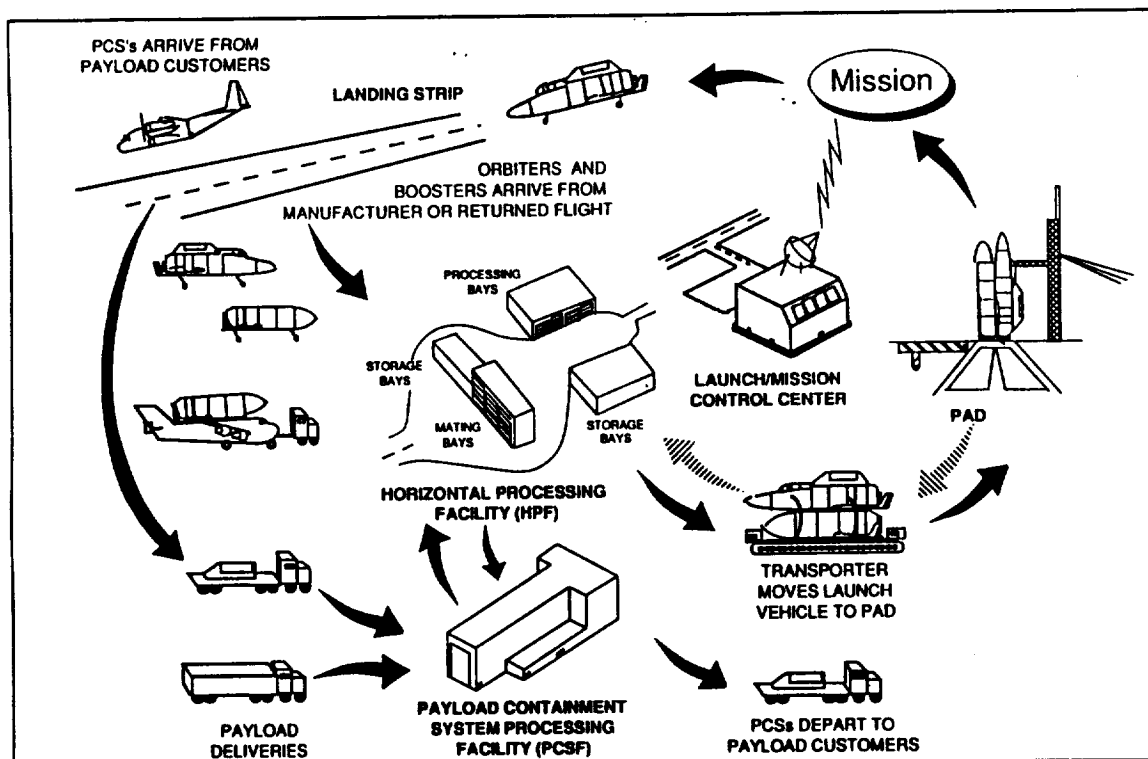 PCS's ARRIVE FROM
PAYLOAD CUSTOMERS
LANDING STRIP
Mission
ORBITERS AND
BOOSTERS ARRIVE FROM
MANUFACTURER OR RETURNED FLIGHT
PROCESSING
BAYS
STORAGE
BAYS
MATING
BAYS
STORAGE
BAYS
LAUNCH/MISSION
CONTROL CENTER
PAD
HORIZONTAL PROCESSING
FACILITY (HPF)
TRANSPORTER
MOVES LAUNCH
VEHICLE TO PAD
PAYLOAD
DELIVERIES
PAYLOAD CONTAINMENT
SYSTEM PROCESSING
FACILITY (PCSF)
PCSs DEPART TO
PAYLOAD CUSTOMERS